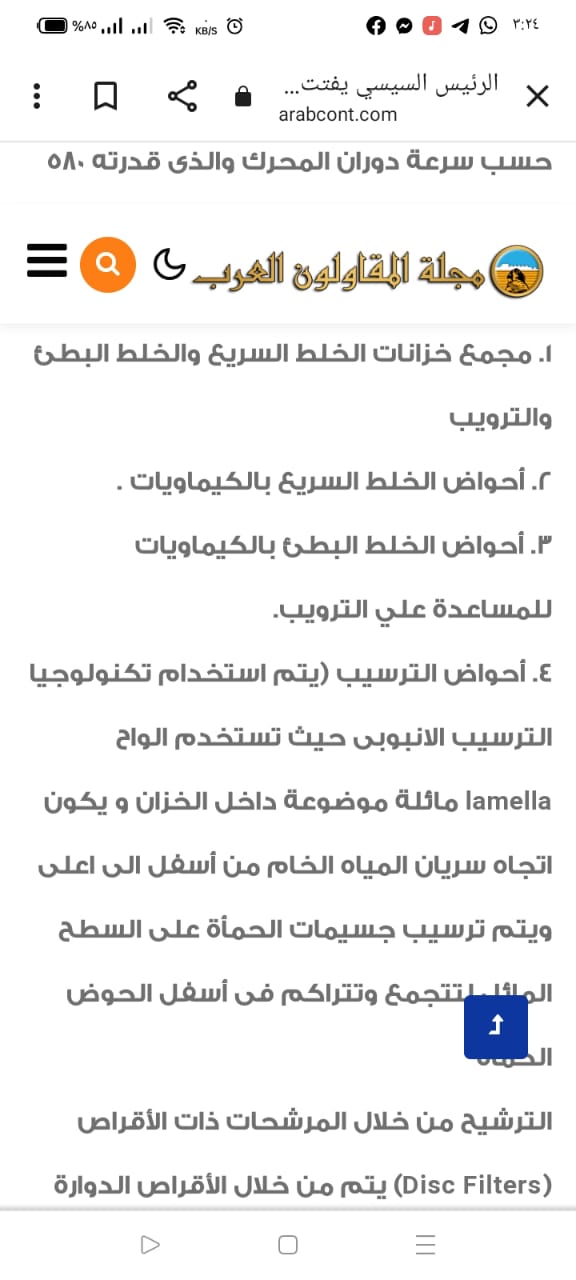 %٨٥ KB/S ٣:٢٤
الرئيس السيسي يفتت...
arabcont.com
حسب سرعة دوران المحرك والذى قدرته ٥٨٠
مجلة المقاولون العرب
١. مجمع خزانات الخلط السريع والخلط البطئ
والترويب
٢. أحواض الخلط السريع بالكيماويات .
٣. أحواض الخلط البطئ بالكيماويات
للمساعدة علي الترويب.
٤. أحواض الترسيب (يتم استخدام تكنولوجيا
الترسيب الانبوبى حيث تستخدم الواح
lamella مائلة موضوعة داخل الخزان و يكون
اتجاه سريان المياه الخام من أسفل الى اعلى
ويتم ترسيب جسيمات الحمأة على السطح
وتتراكم فى أسفل الحوض
الترشيح من خلال المرشحات ذات الأقراص
(Disc Filters) يتم من خلال الأقراص الدوارة